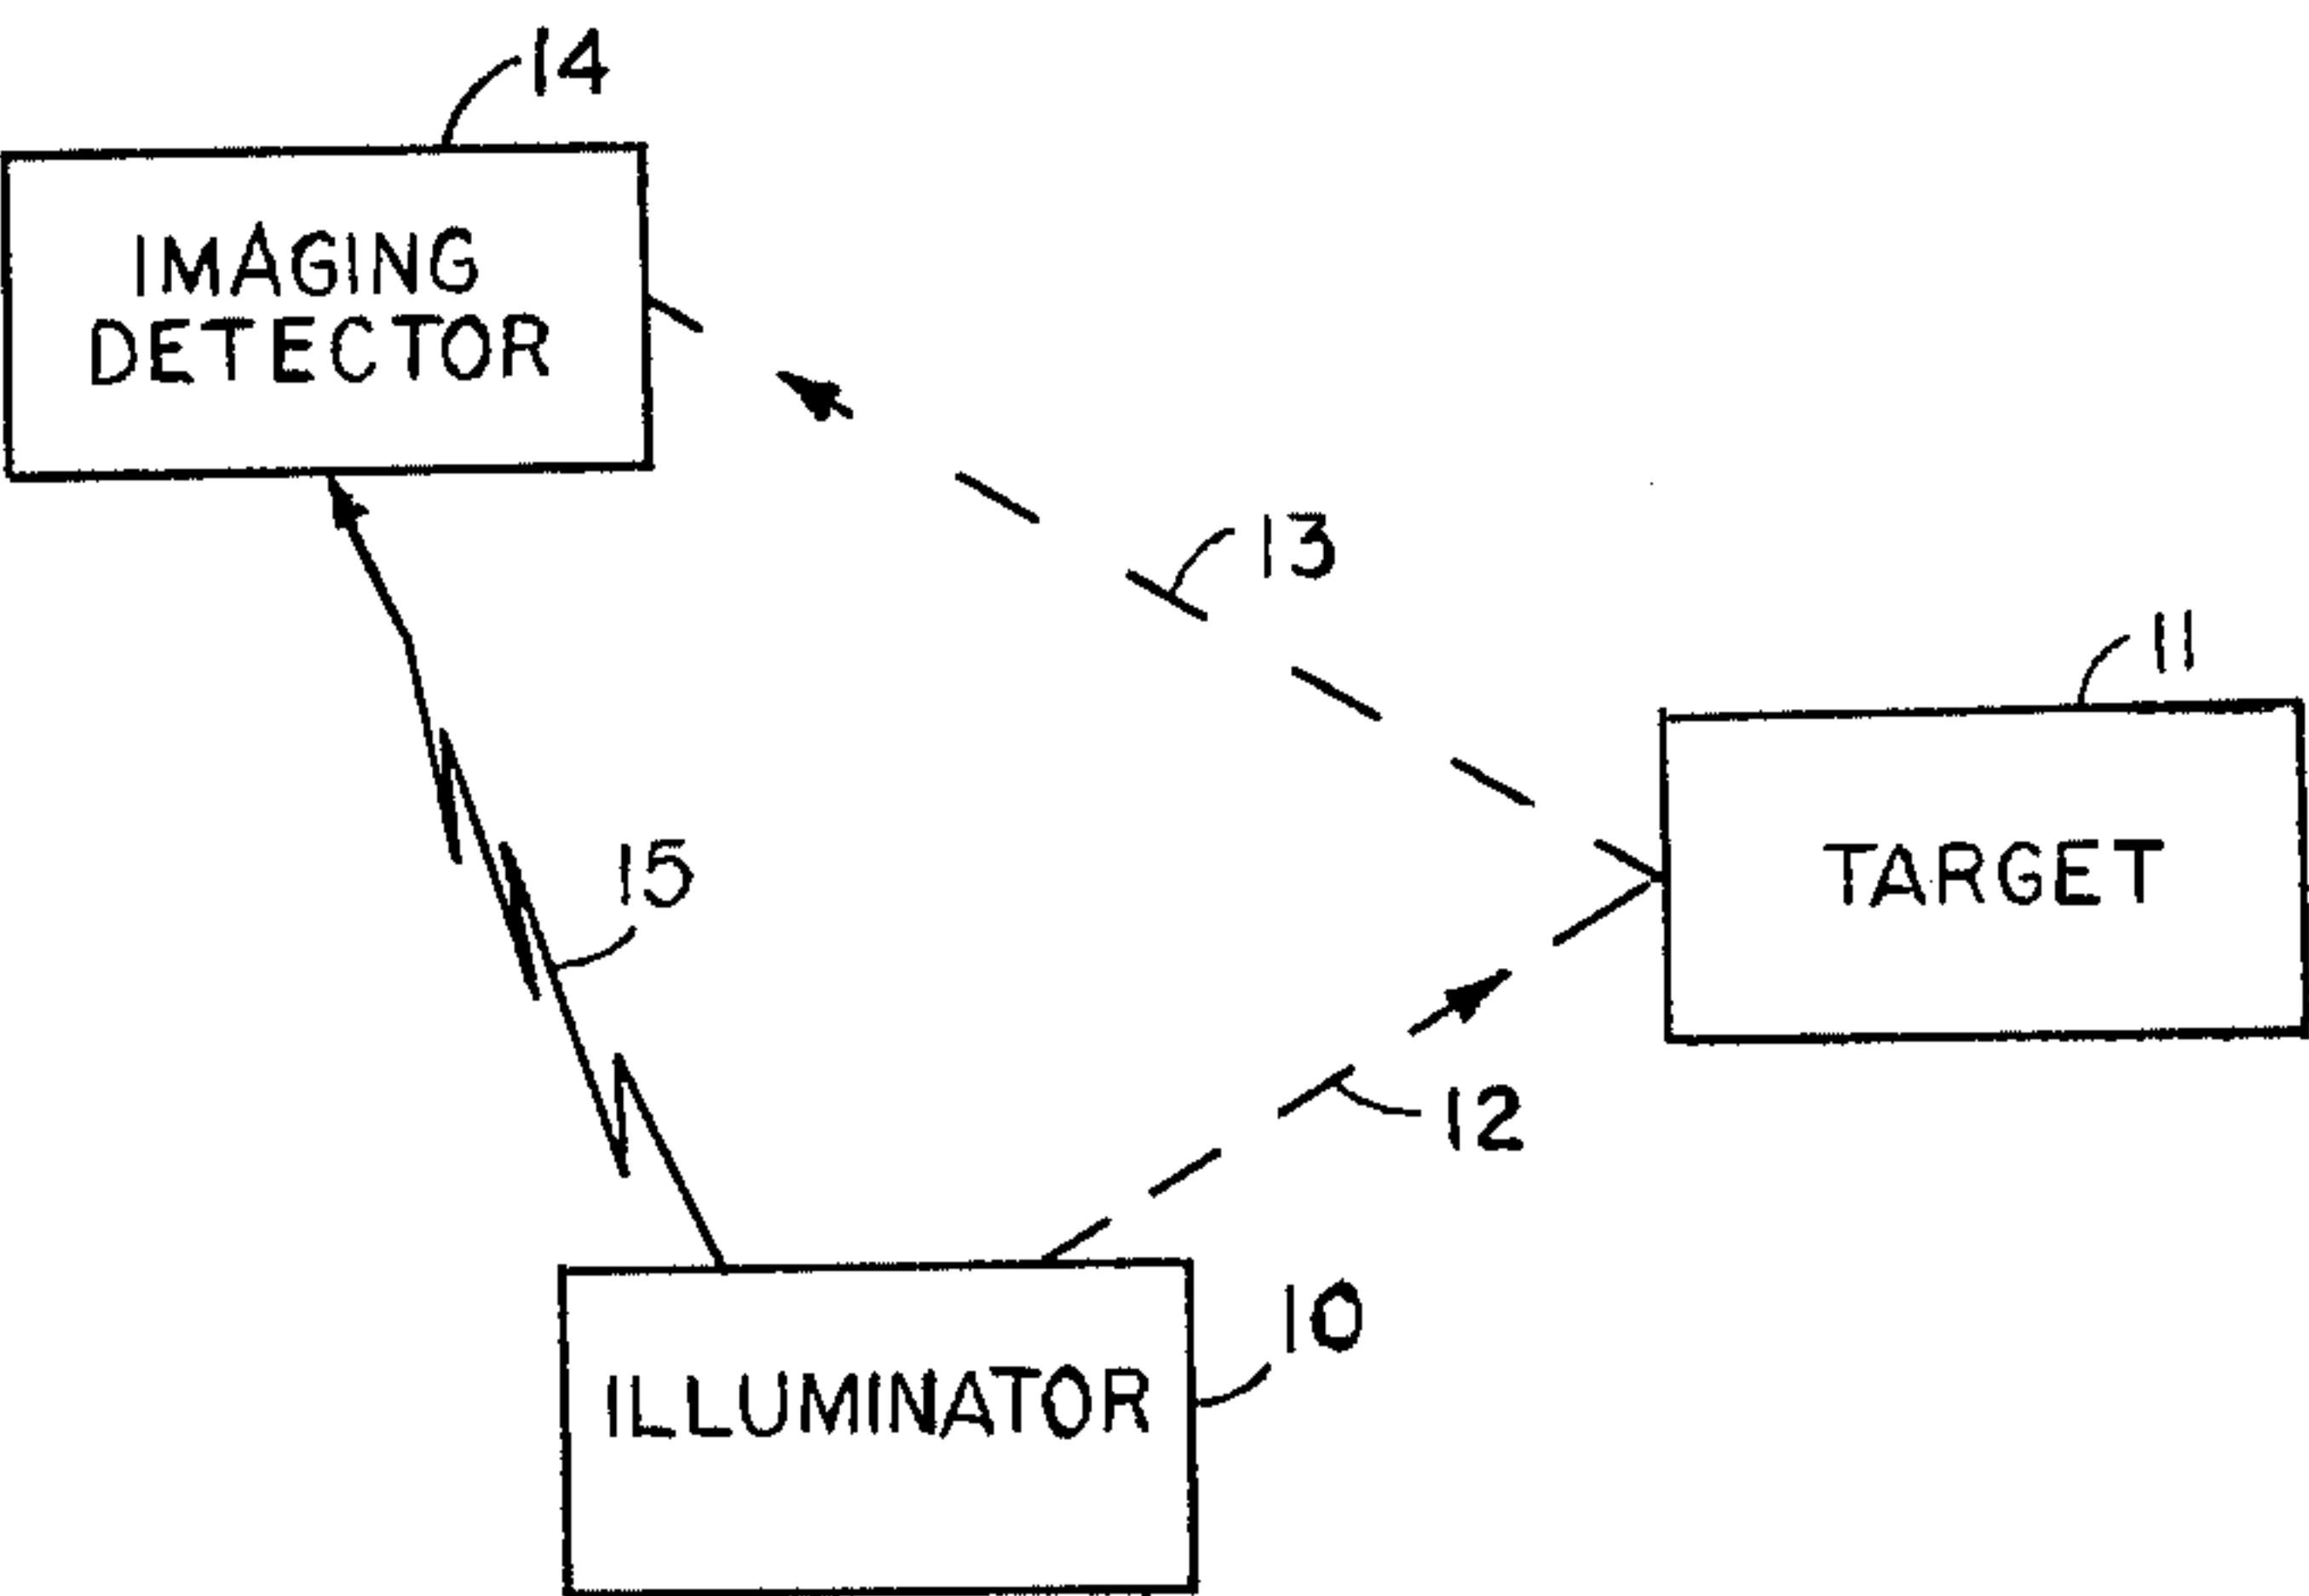 14
IMAGING
DETECTOR
13
11
15
TARGET
12
10
ILLUMINATOR